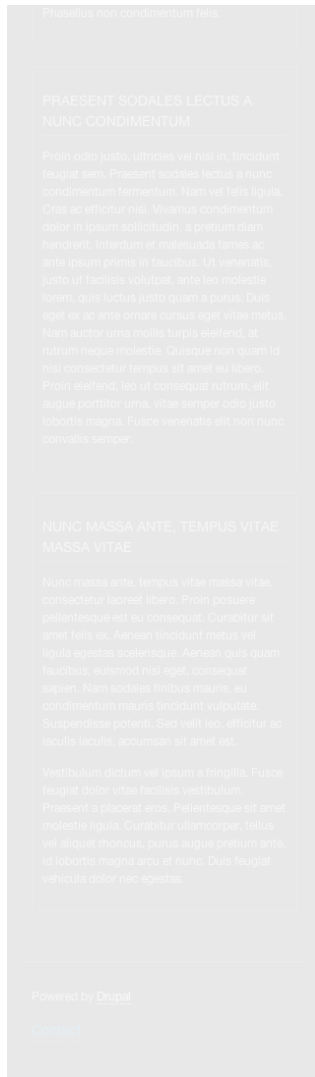 Phasellus non condimentum felis.
PRAESENT SODALES LECTUS A
NUNC CONDIMENTUM
Proin odio justo, ultricies vel nisl in, tincidunt
feugiat sem. Praesent sodales lectus a nunc
condimentum fermentum. Nam vel felis ligula.
Cras ac efficitur nisi. Vivamus condimentum
dolor in ipsum sollicitudin, a pretium diam
hendrerit. Interdum et malesuada fames ac
ante ipsum primis in faucibus. Ut venenatis,
justo ut facilisis volutpat, ante leo molestie
lorem, quis luctus justo quam a purus. Duis
eget ex ac ante ornare cursus eget vitae metus.
Nam auctor urna mollis turpis eleifend, at
rutrum neque molestie. Quisque non quam id
nisl consectetur tempus sit amet eu libero.
Proin eleifend, leo ut consequat rutrum, elit
augue porttitor urna, vitae semper odio justo
lobortis magna. Fusce venenatis elit non nunc
convallis semper.
NUNC MASSA ANTE, TEMPUS VITAE
MASSA VITAE
Nunc massa ante, tempus vitae massa vitae,
consectetur laoreet libero. Proin posuere
pellentesque est eu consequat. Curabitur sit
amet felis ex. Aenean tincidunt metus vel
ligula egestas scelerisque. Aenean quis quam
faucibus, euismod nisl eget, consequat
sapien. Nam sodales finibus mauris, eu
condimentum mauris tincidunt vulputate.
Suspendisse potenti. Sed velit leo, efficitur ac
iaculis iaculis, accumsan sit amet est.
Vestibulum dictum vel ipsum a fringilla. Fusce
feugiat dolor vitae facilisis vestibulum.
Praesent a placerat eros. Pellentesque sit amet
molestie ligula. Curabitur ullamcorper, tellus
vel aliquet rhoncus, purus augue pretium ante,
id lobortis magna arcu et nunc. Duis feugiat
vehicula dolor nec egestas.
Powered by Drupal
Contact